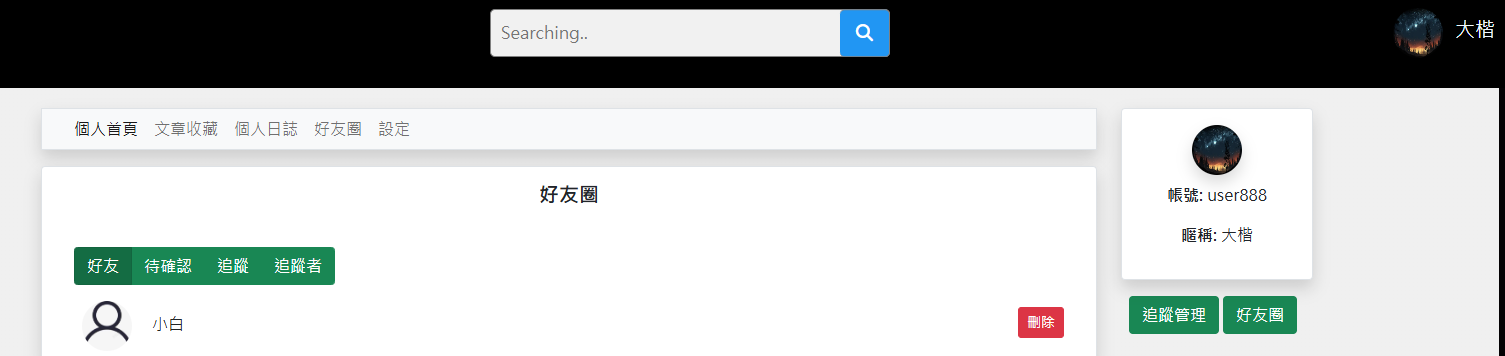 Searching..
大楷
個人首頁 文章收藏 個人日誌 好友圈 設定
好友圈
好友 待確認 追蹤 追蹤者
小白 刪除
帳號: user888
暱稱: 大楷
追蹤管理 好友圈